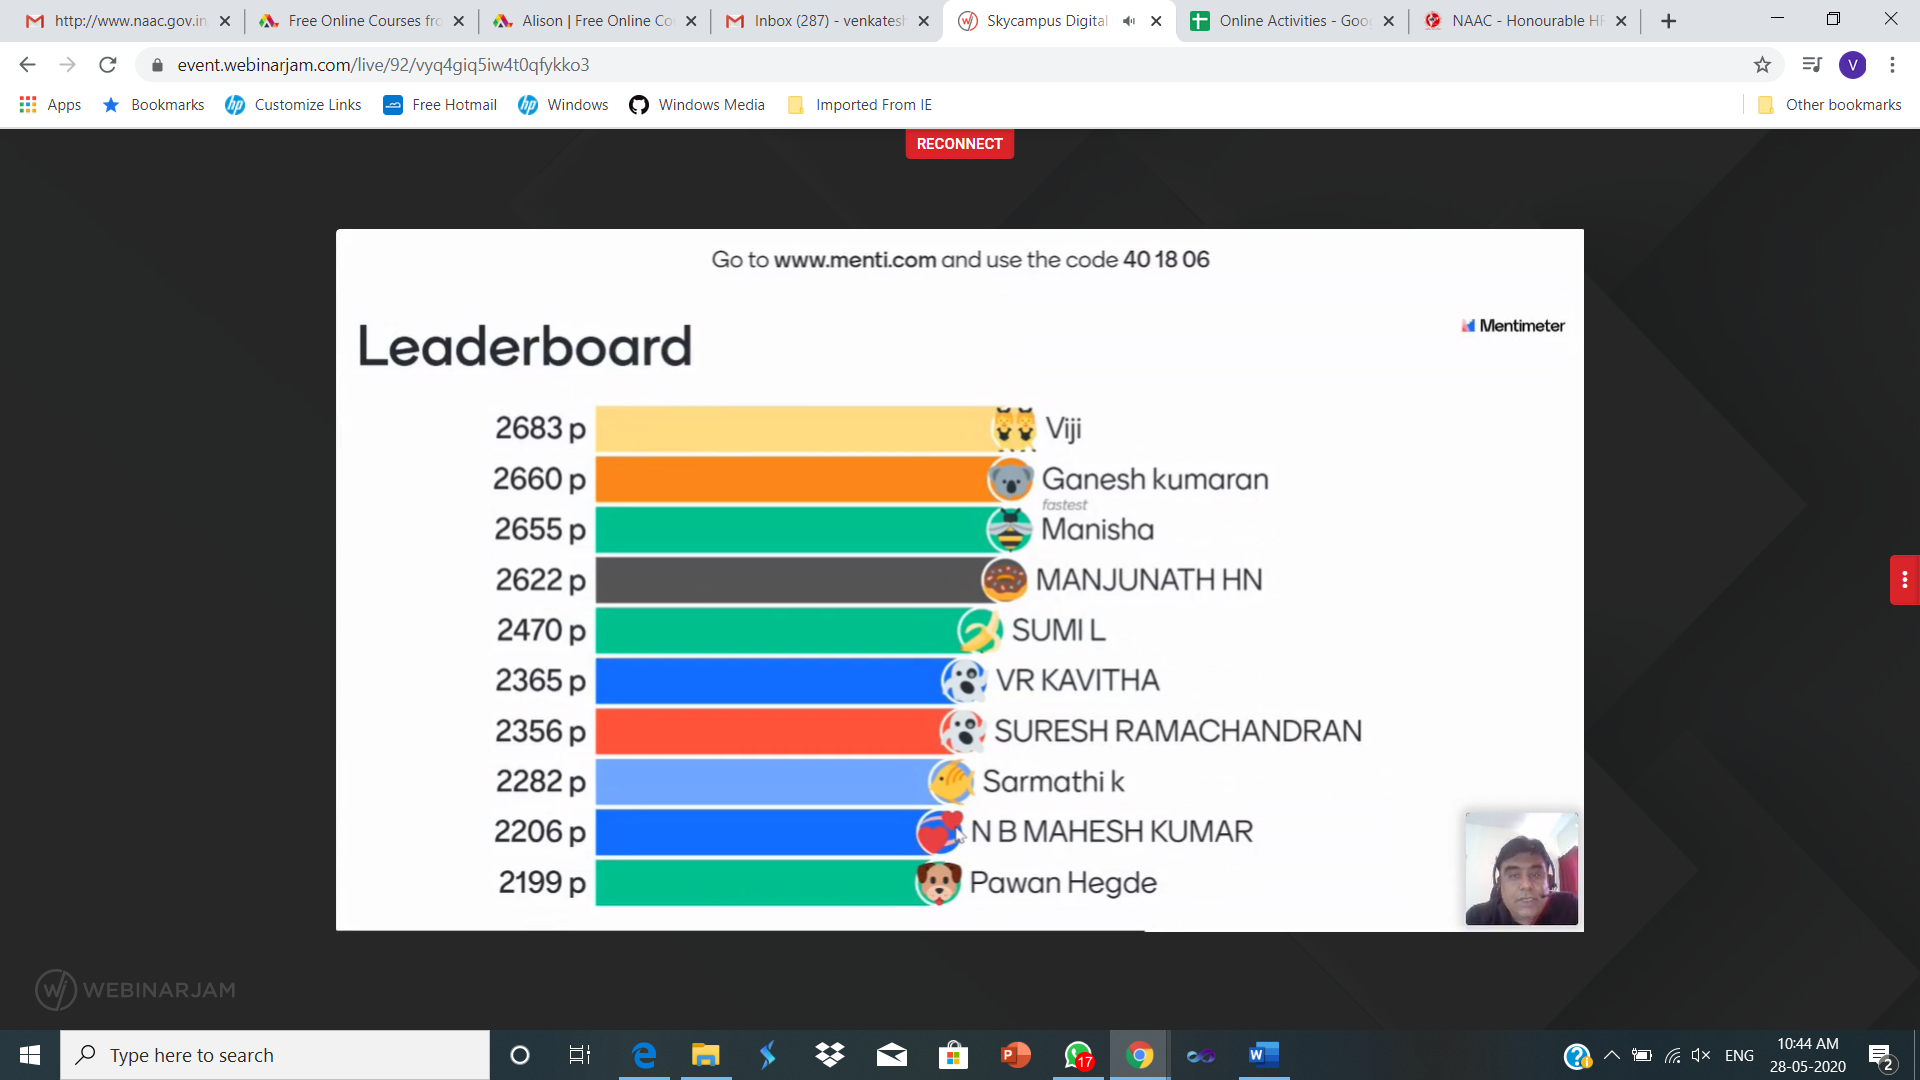 http://www.naac.gov.in
Free Online Courses fro
Alison | Free Online Co
Inbox (287) - venkatesh
Skycampus Digital
Online Activities - Goo
NAAC - Honourable HR
event.webinarjam.com/live/92/vyq4giq5iw4t0qfykko3
V
Apps
Bookmarks
Customize Links
Free Hotmail
Windows
Windows Media
Imported From IE
Other bookmarks
RECONNECT
Go to www.menti.com and use the code 40 18 06
Mentimeter
Leaderboard
2683 p Viji
2660 p Ganesh kumaran
fastest
2655 p Manisha
2622 p MANJUNATH HN
2470 p SUMI L
2365 p VR KAVITHA
2356 p SURESH RAMACHANDRAN
2282 p Sarmathi k
2206 p N B MAHESH KUMAR
2199 p Pawan Hegde
WEBINARJAM
Type here to search
17
ENG
10:44 AM
28-05-2020
2